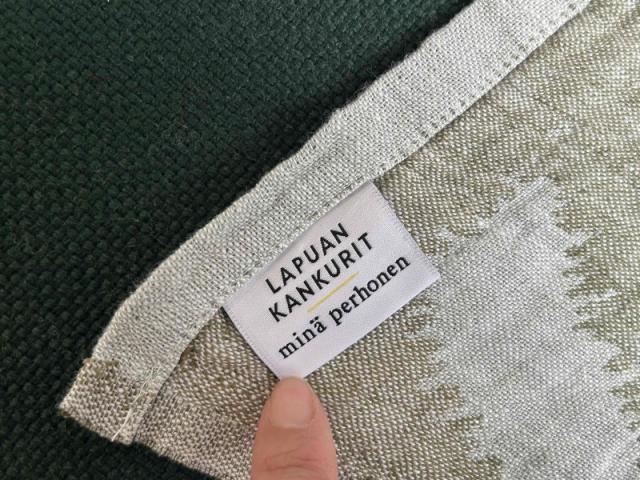 LAPUAN
KANKURIT
minä perhonen